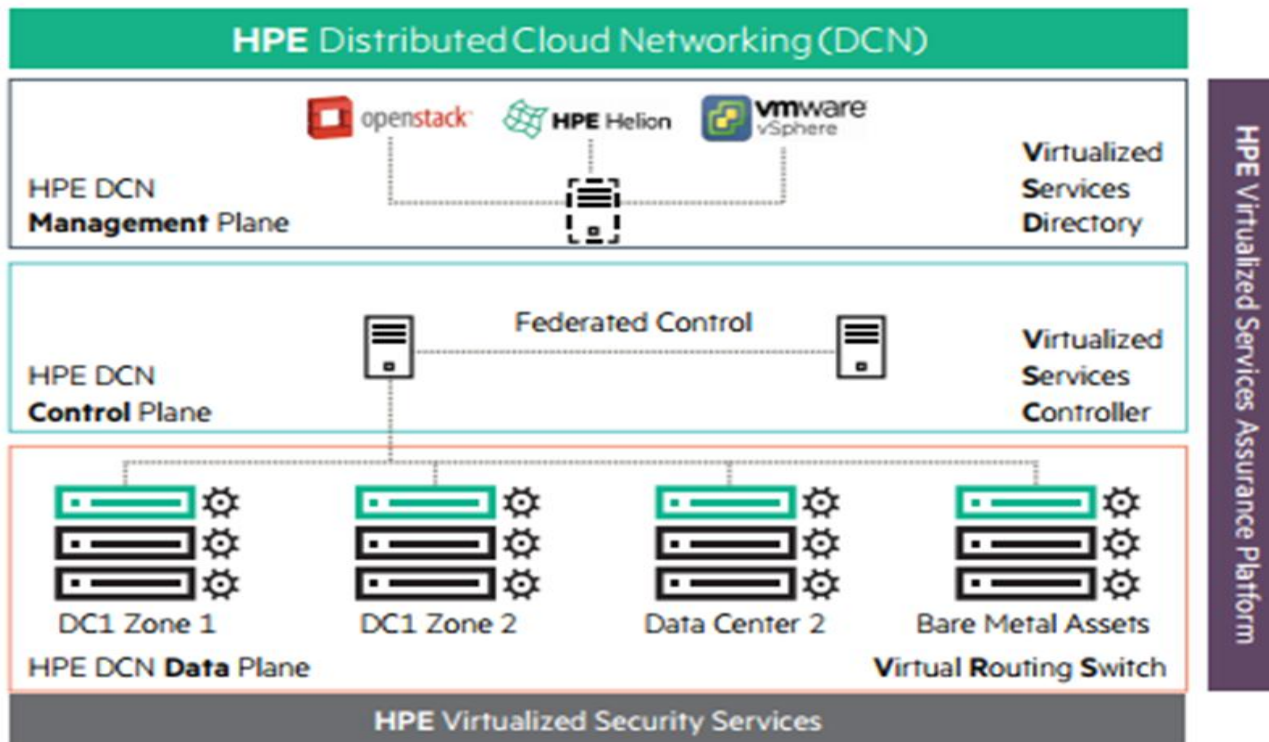 HPE Distributed Cloud Networking (DCN)
openstack
HPE Helion
vmware
vSphere
HPE DCN
Management Plane
Virtualized
Services
Directory
Federated Control
HPE DCN
Control Plane
Virtualized
Services
Controller
DC1 Zone 1
DC1 Zone 2
Data Center 2
Bare Metal Assets
HPE DCN Data Plane
Virtual Routing Switch
HPE Virtualized Security Services
HPE Virtualized Services Assurance Platform